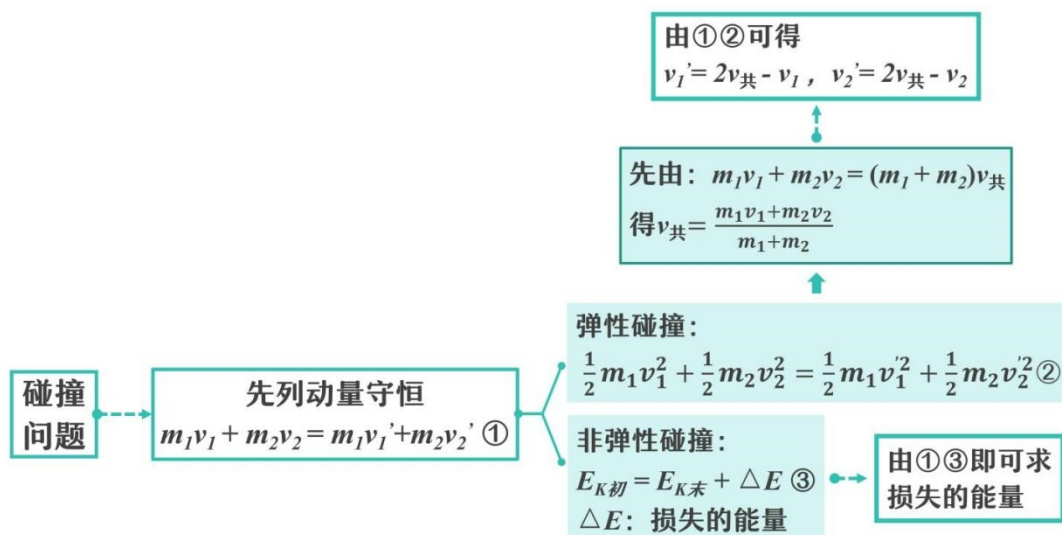 碰撞
问题
先列动量守恒
m₁v₁ + m₂v₂ = m₁v₁'+m₂v₂' ①
弹性碰撞：
½m₁v₁² + ½m₂v₂² = ½m₁v₁'² + ½m₂v₂'² ②
先由：m₁v₁ + m₂v₂ = (m₁ + m₂)v共
得v共 = (m₁v₁+m₂v₂)/(m₁+m₂)
由①②可得
v₁'= 2v共 - v₁ ，v₂'= 2v共 - v₂
非弹性碰撞：
E_K初 = E_K末 + △E ③
△E：损失的能量
由①③即可求
损失的能量